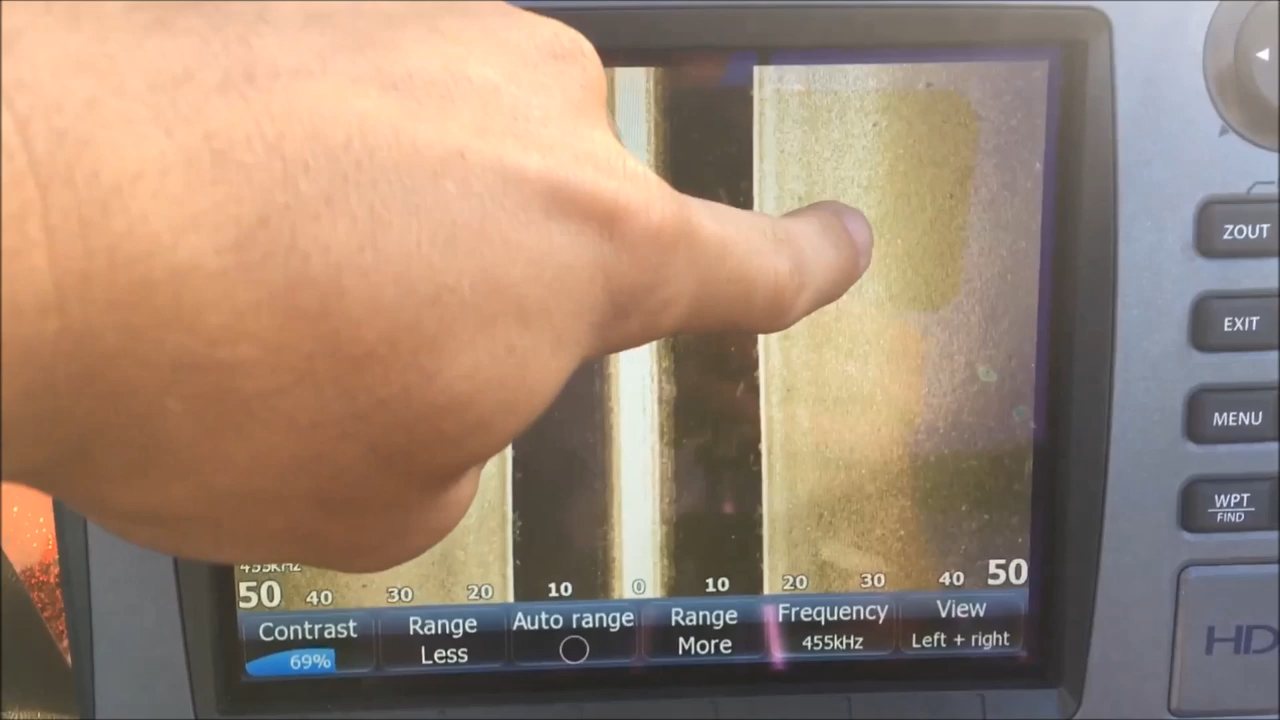 ZOUT
EXIT
MENU
WPT
FIND
HD
455kHz
50 40 30 20 10 0 10 20 30 40 50
Contrast
69%
Range
Less
Auto range
Range
More
Frequency
455kHz
View
Left + right